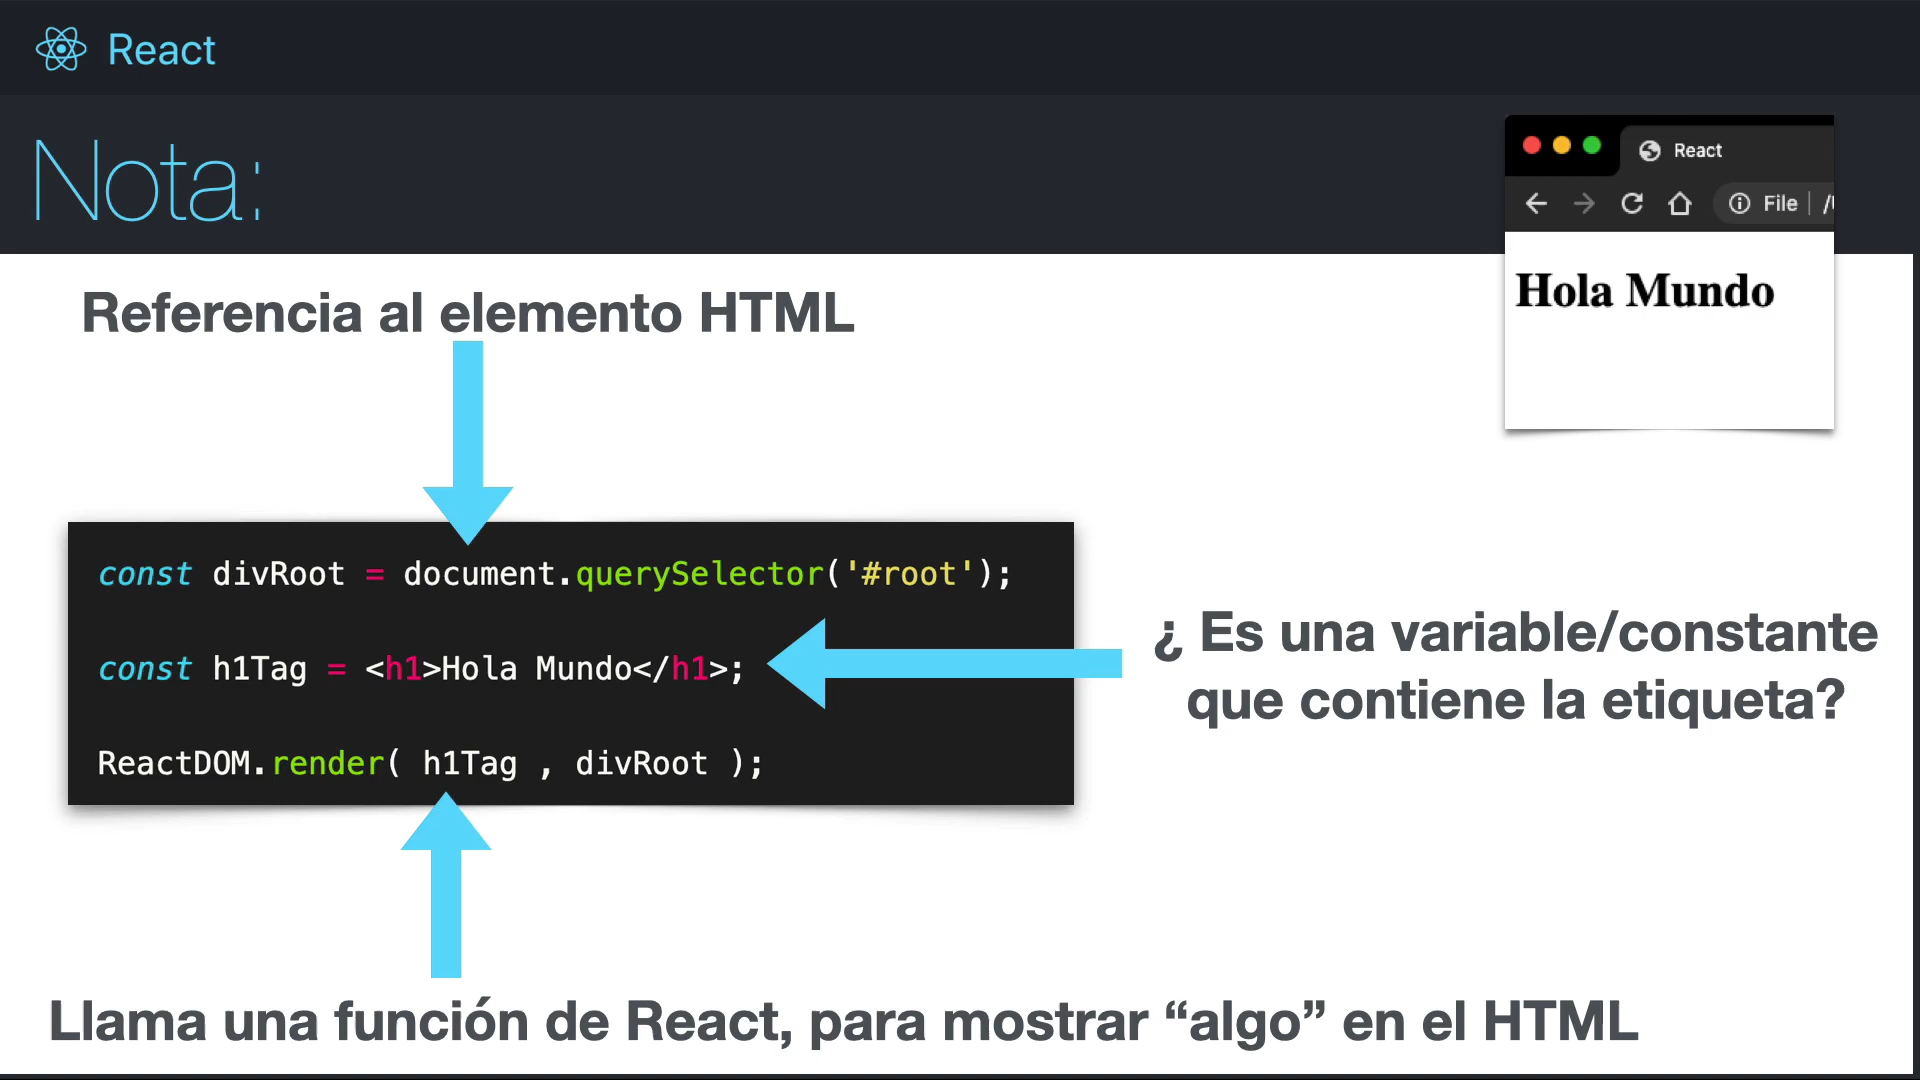 React
Nota:
React
File
Hola Mundo
Referencia al elemento HTML
const divRoot = document.querySelector('#root');
const h1Tag = <h1>Hola Mundo</h1>;
ReactDOM.render( h1Tag , divRoot );
¿ Es una variable/constante
que contiene la etiqueta?
Llama una función de React, para mostrar “algo” en el HTML